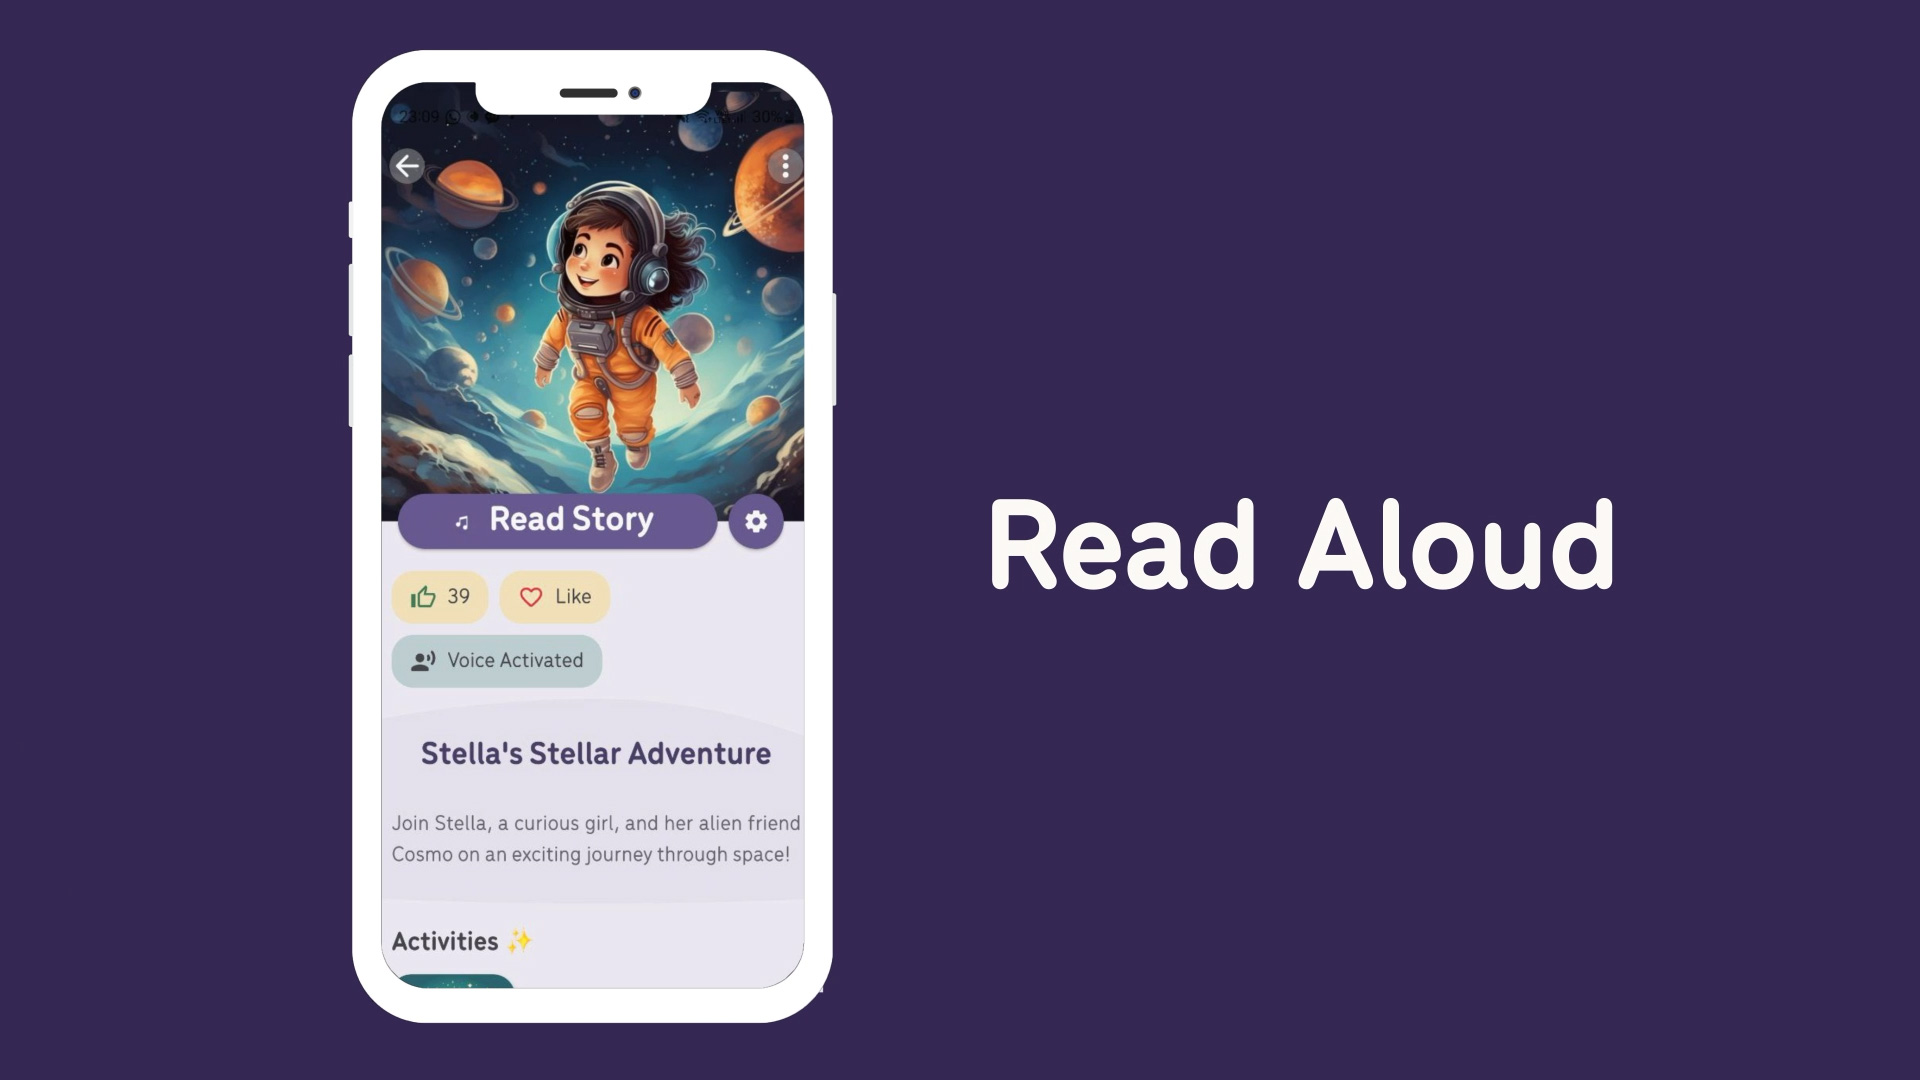 23:09
30%
Read Story
39
Like
Voice Activated
Stella's Stellar Adventure
Join Stella, a curious girl, and her alien friend
Cosmo on an exciting journey through space!
Activities ✨
Read Aloud